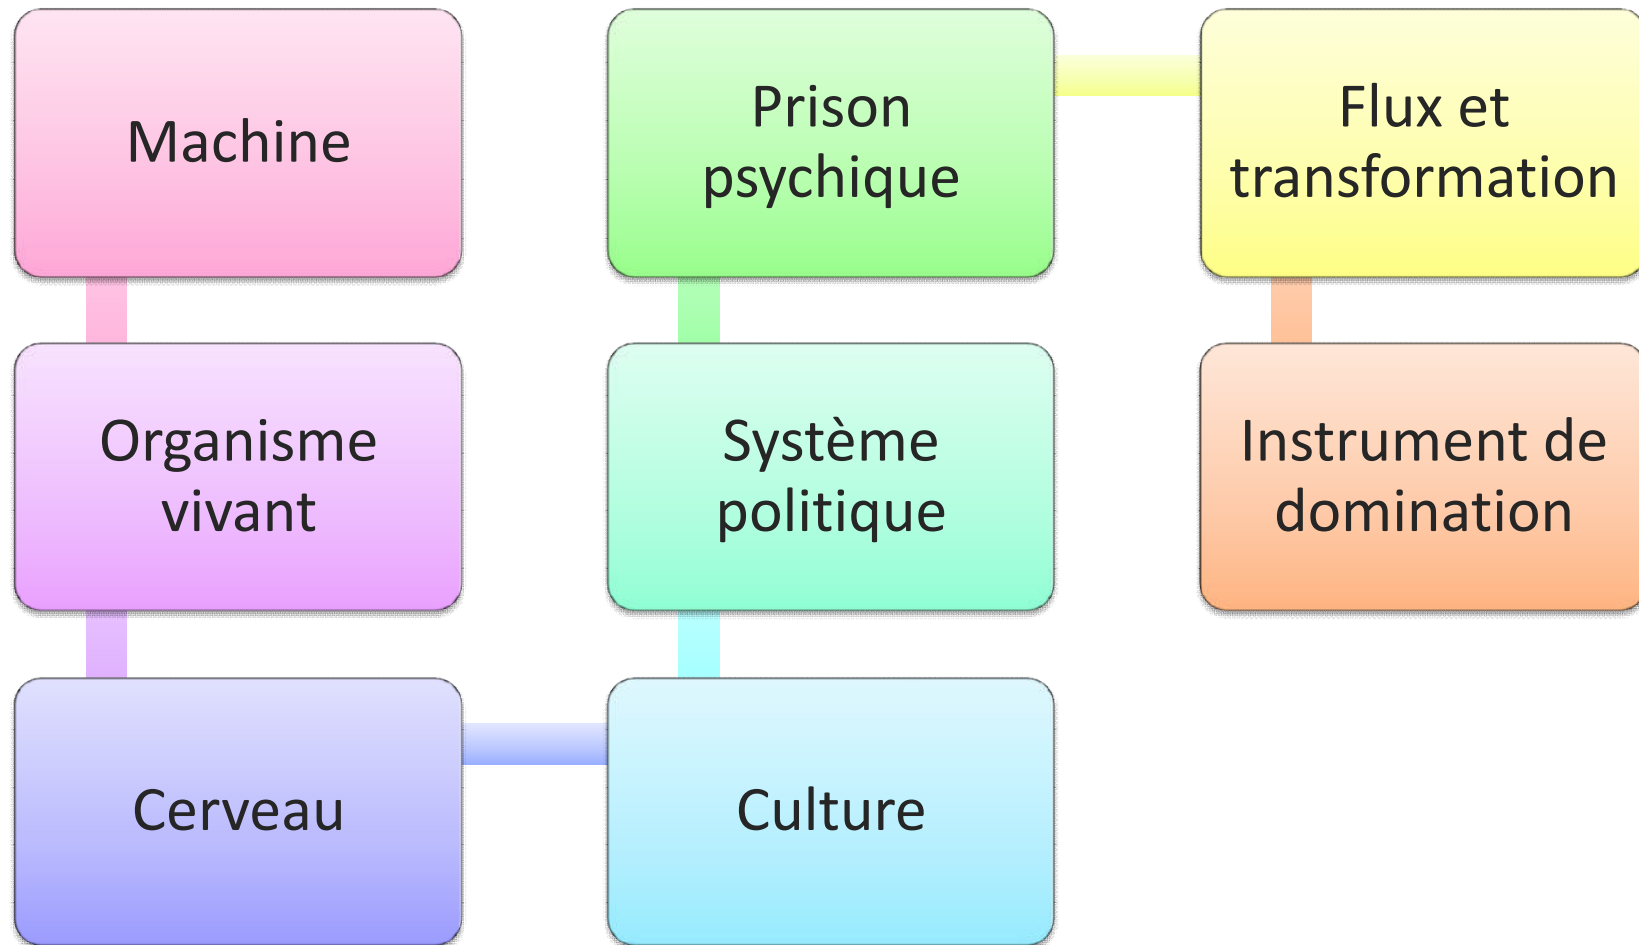 Machine
Organisme
vivant
Cerveau
Culture
Système
politique
Prison
psychique
Flux et
transformation
Instrument de
domination